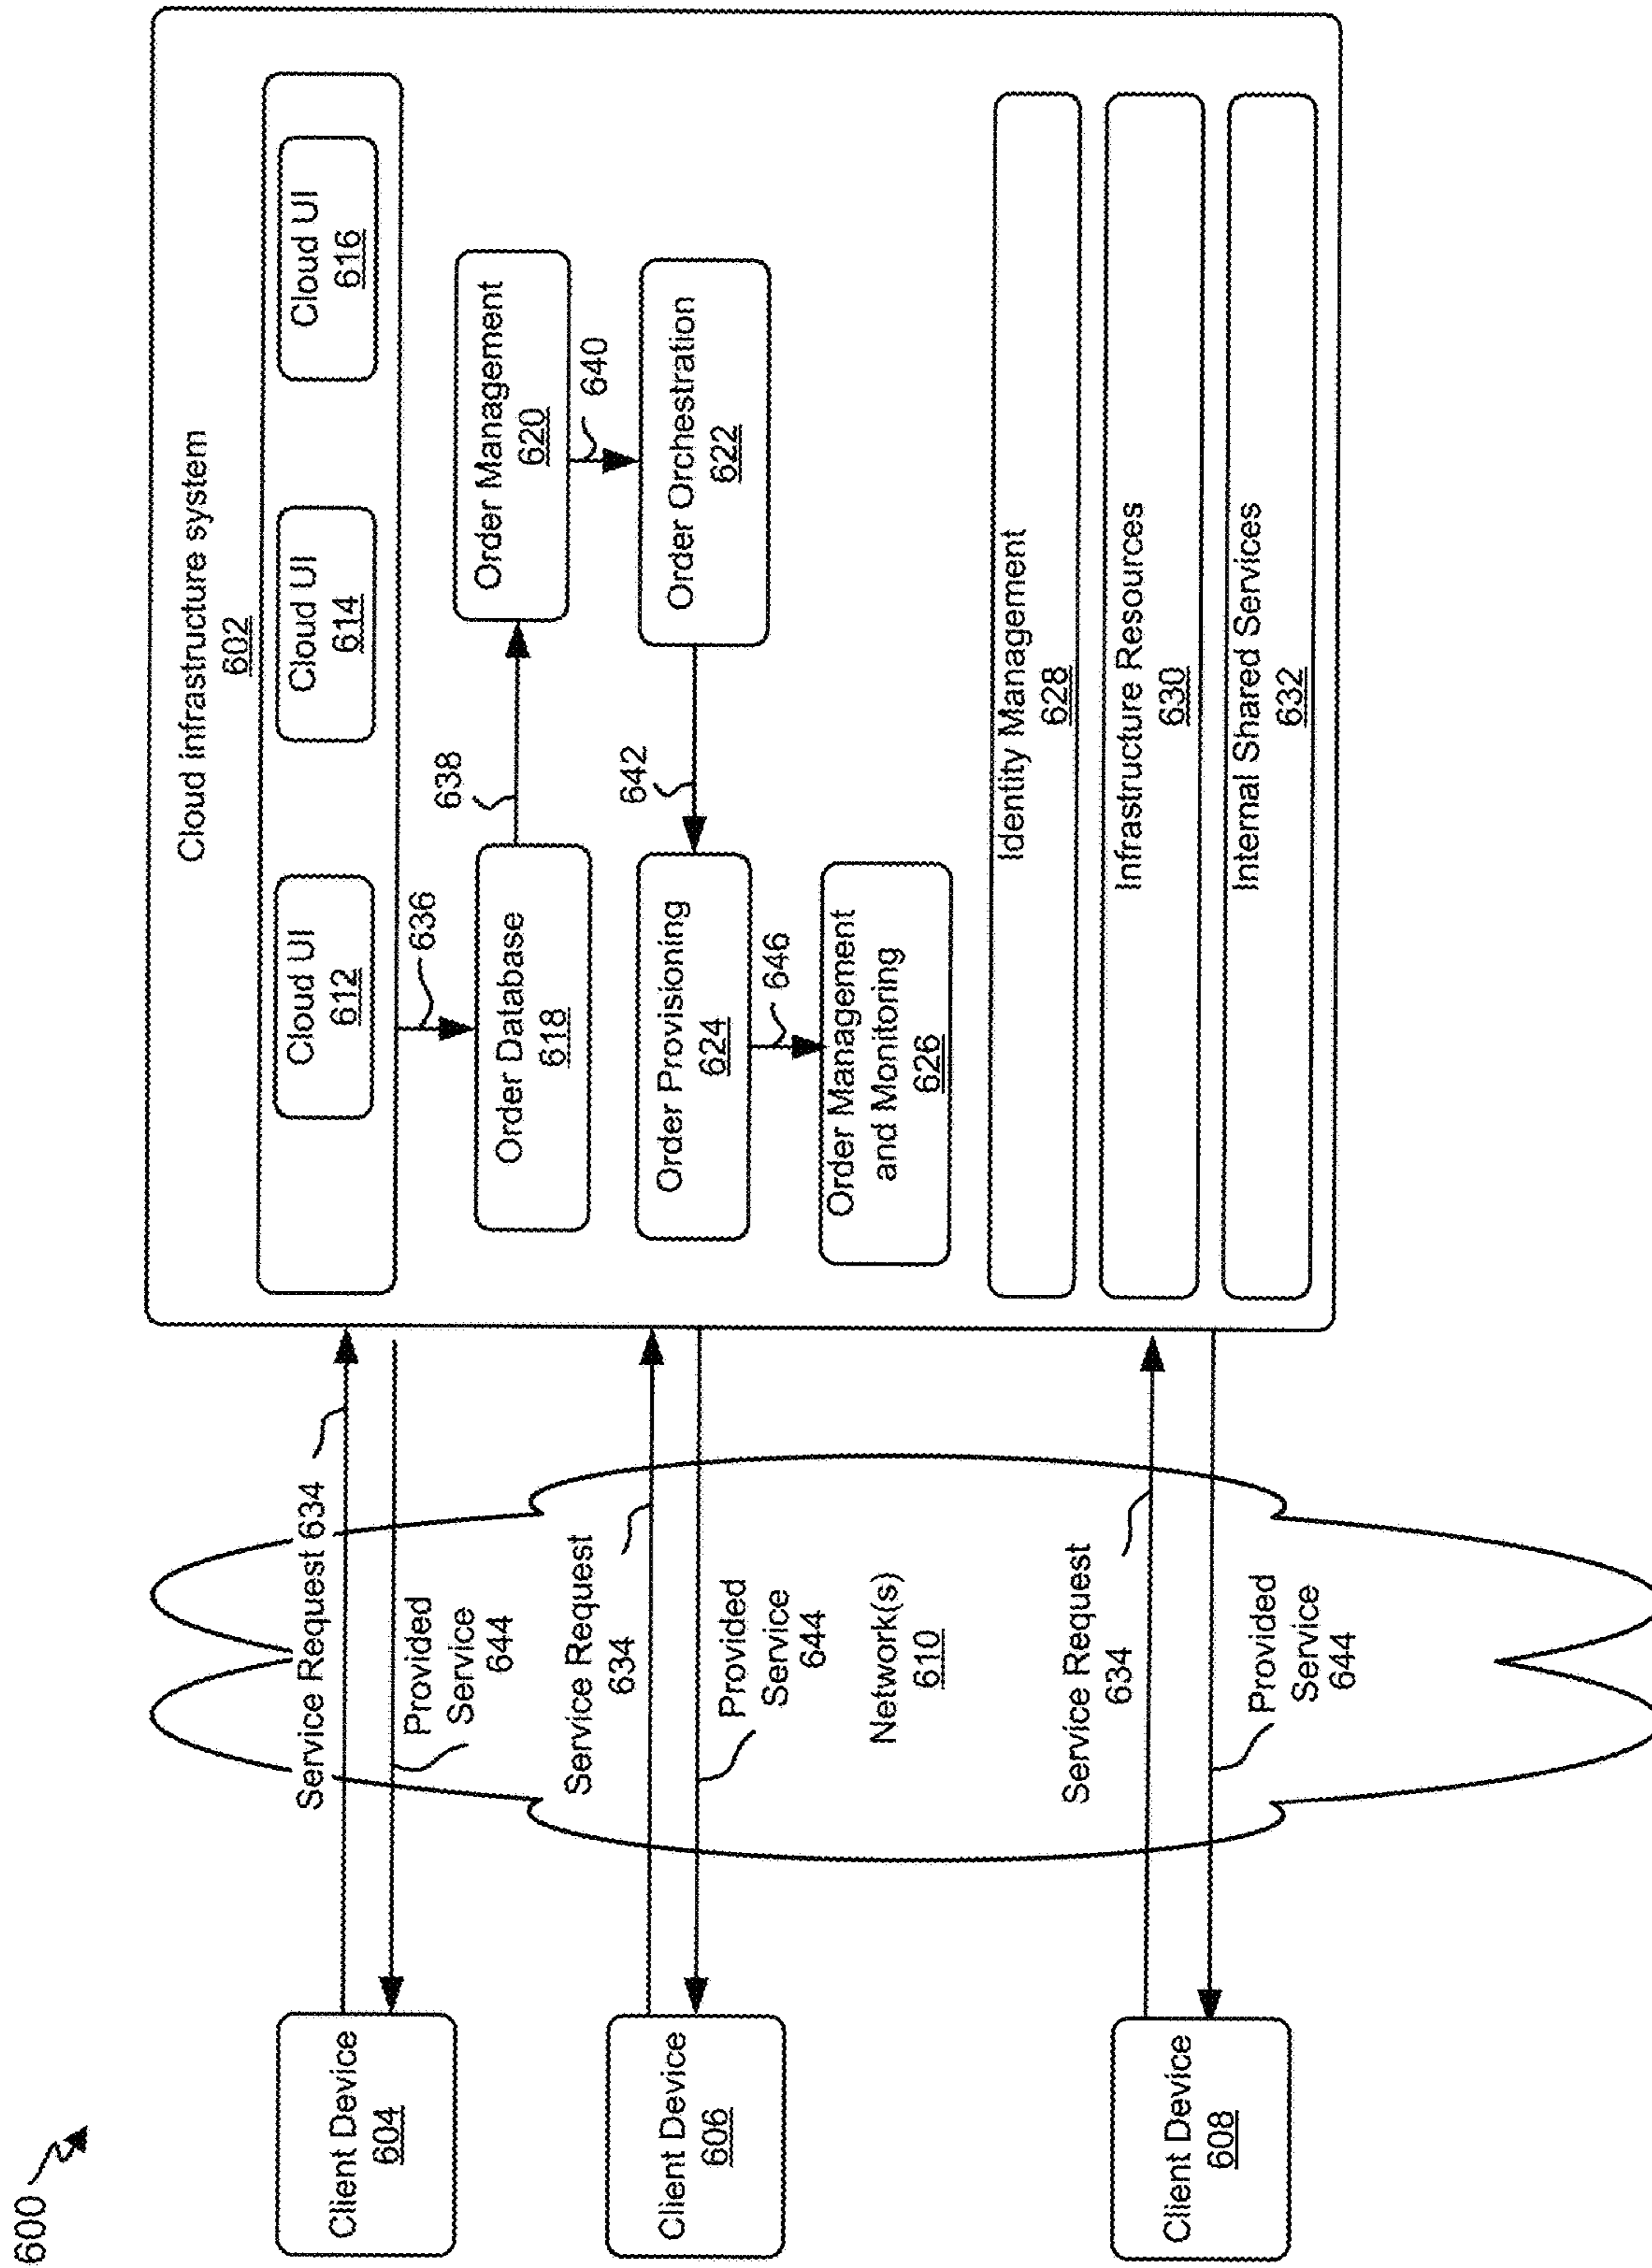 600
Client Device
604
Client Device
606
Client Device
608
Service Request 634
Provided
Service
644
Service Request
634
Provided
Service
644
Network(s)
610
Service Request
634
Provided
Service
644
Cloud infrastructure system
602
Cloud UI
612
Cloud UI
614
Cloud UI
616
636
Order Database
618
638
Order Management
620
640
Order Orchestration
622
642
Order Provisioning
624
646
Order Management
and Monitoring
626
Identity Management
628
Infrastructure Resources
630
Internal Shared Services
632